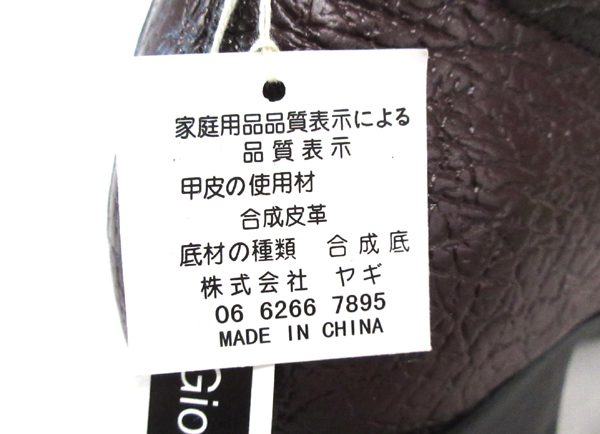 家庭用品品質表示による
品質表示
甲皮の使用材
合成皮革
底材の種類　合成底
株式会社　ヤギ
06 6266 7895
MADE IN CHINA
Gio